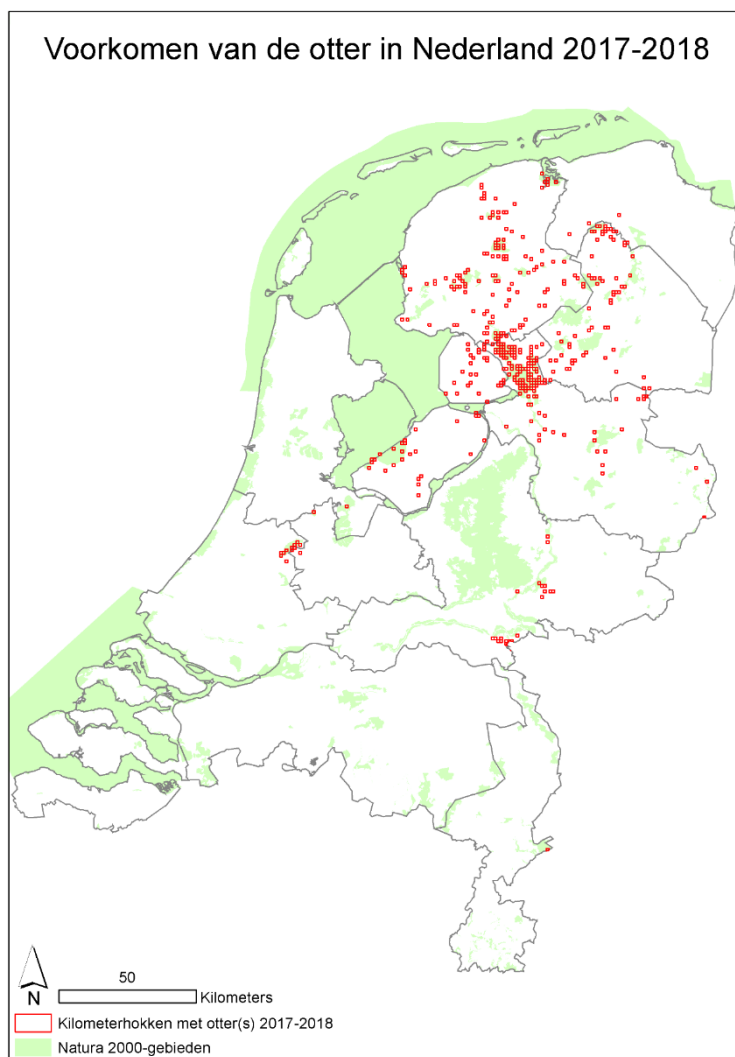 Voorkomen van de otter in Nederland 2017-2018
N
50
Kilometers
Kilometerhokken met otter(s) 2017-2018
Natura 2000-gebieden